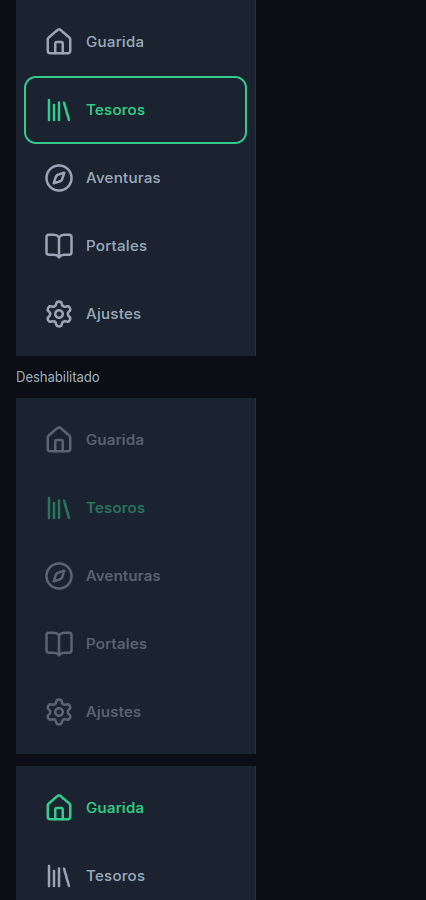 Guarida
Tesoros
Aventuras
Portales
Ajustes
Deshabilitado
Guarida
Tesoros
Aventuras
Portales
Ajustes
Guarida
Tesoros